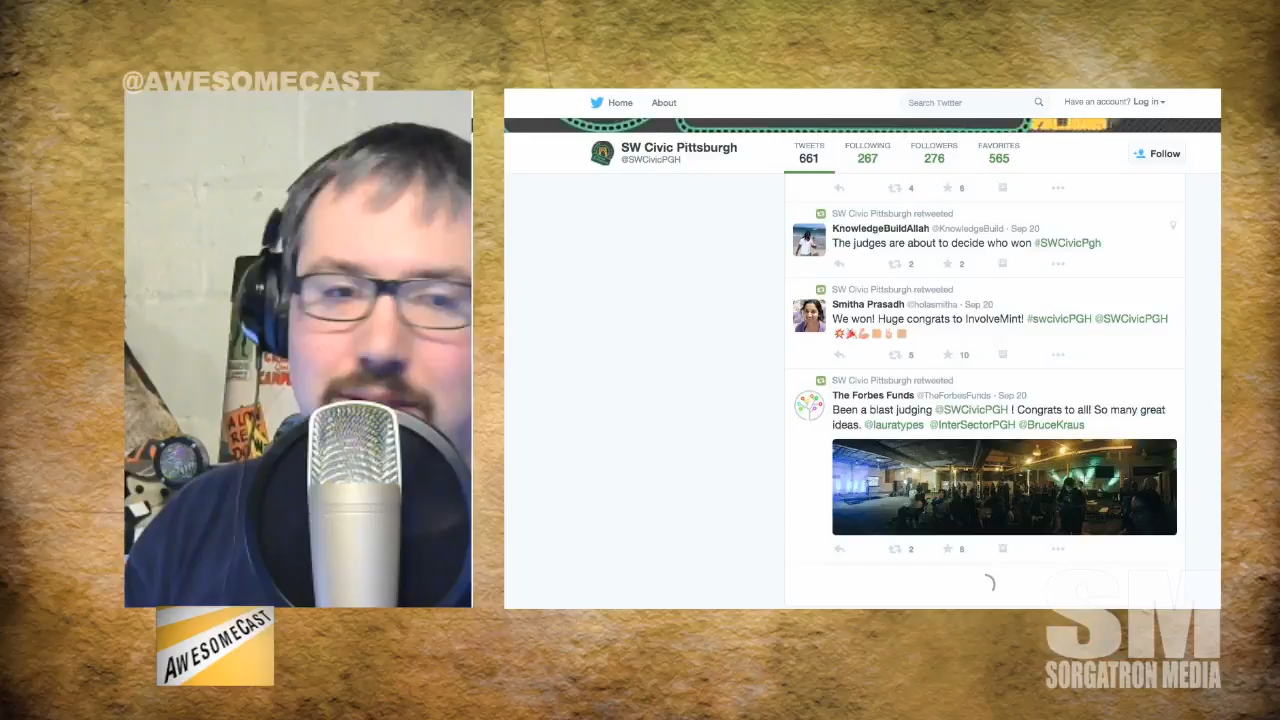 @AWESOMECAST
Home About
Search Twitter
Have an account? Log in
SW Civic Pittsburgh
@SWCivicPGH
TWEETS
661
FOLLOWING
267
FOLLOWERS
276
FAVORITES
565
Follow
4 6
SW Civic Pittsburgh retweeted
KnowledgeBuildAllah @KnowledgeBuild · Sep 20
The judges are about to decide who won #SWCivicPgh
2 2
SW Civic Pittsburgh retweeted
Smitha Prasadh @holasmitha · Sep 20
We won! Huge congrats to InvolveMint! #swcivicPGH @SWCivicPGH
5 10
SW Civic Pittsburgh retweeted
The Forbes Funds @TheForbesFunds · Sep 20
Been a blast judging @SWCivicPGH ! Congrats to all! So many great
ideas. @lauratypes @InterSectorPGH @BruceKraus
2 8
AWESOMECAST
SM
SORGATRON MEDIA